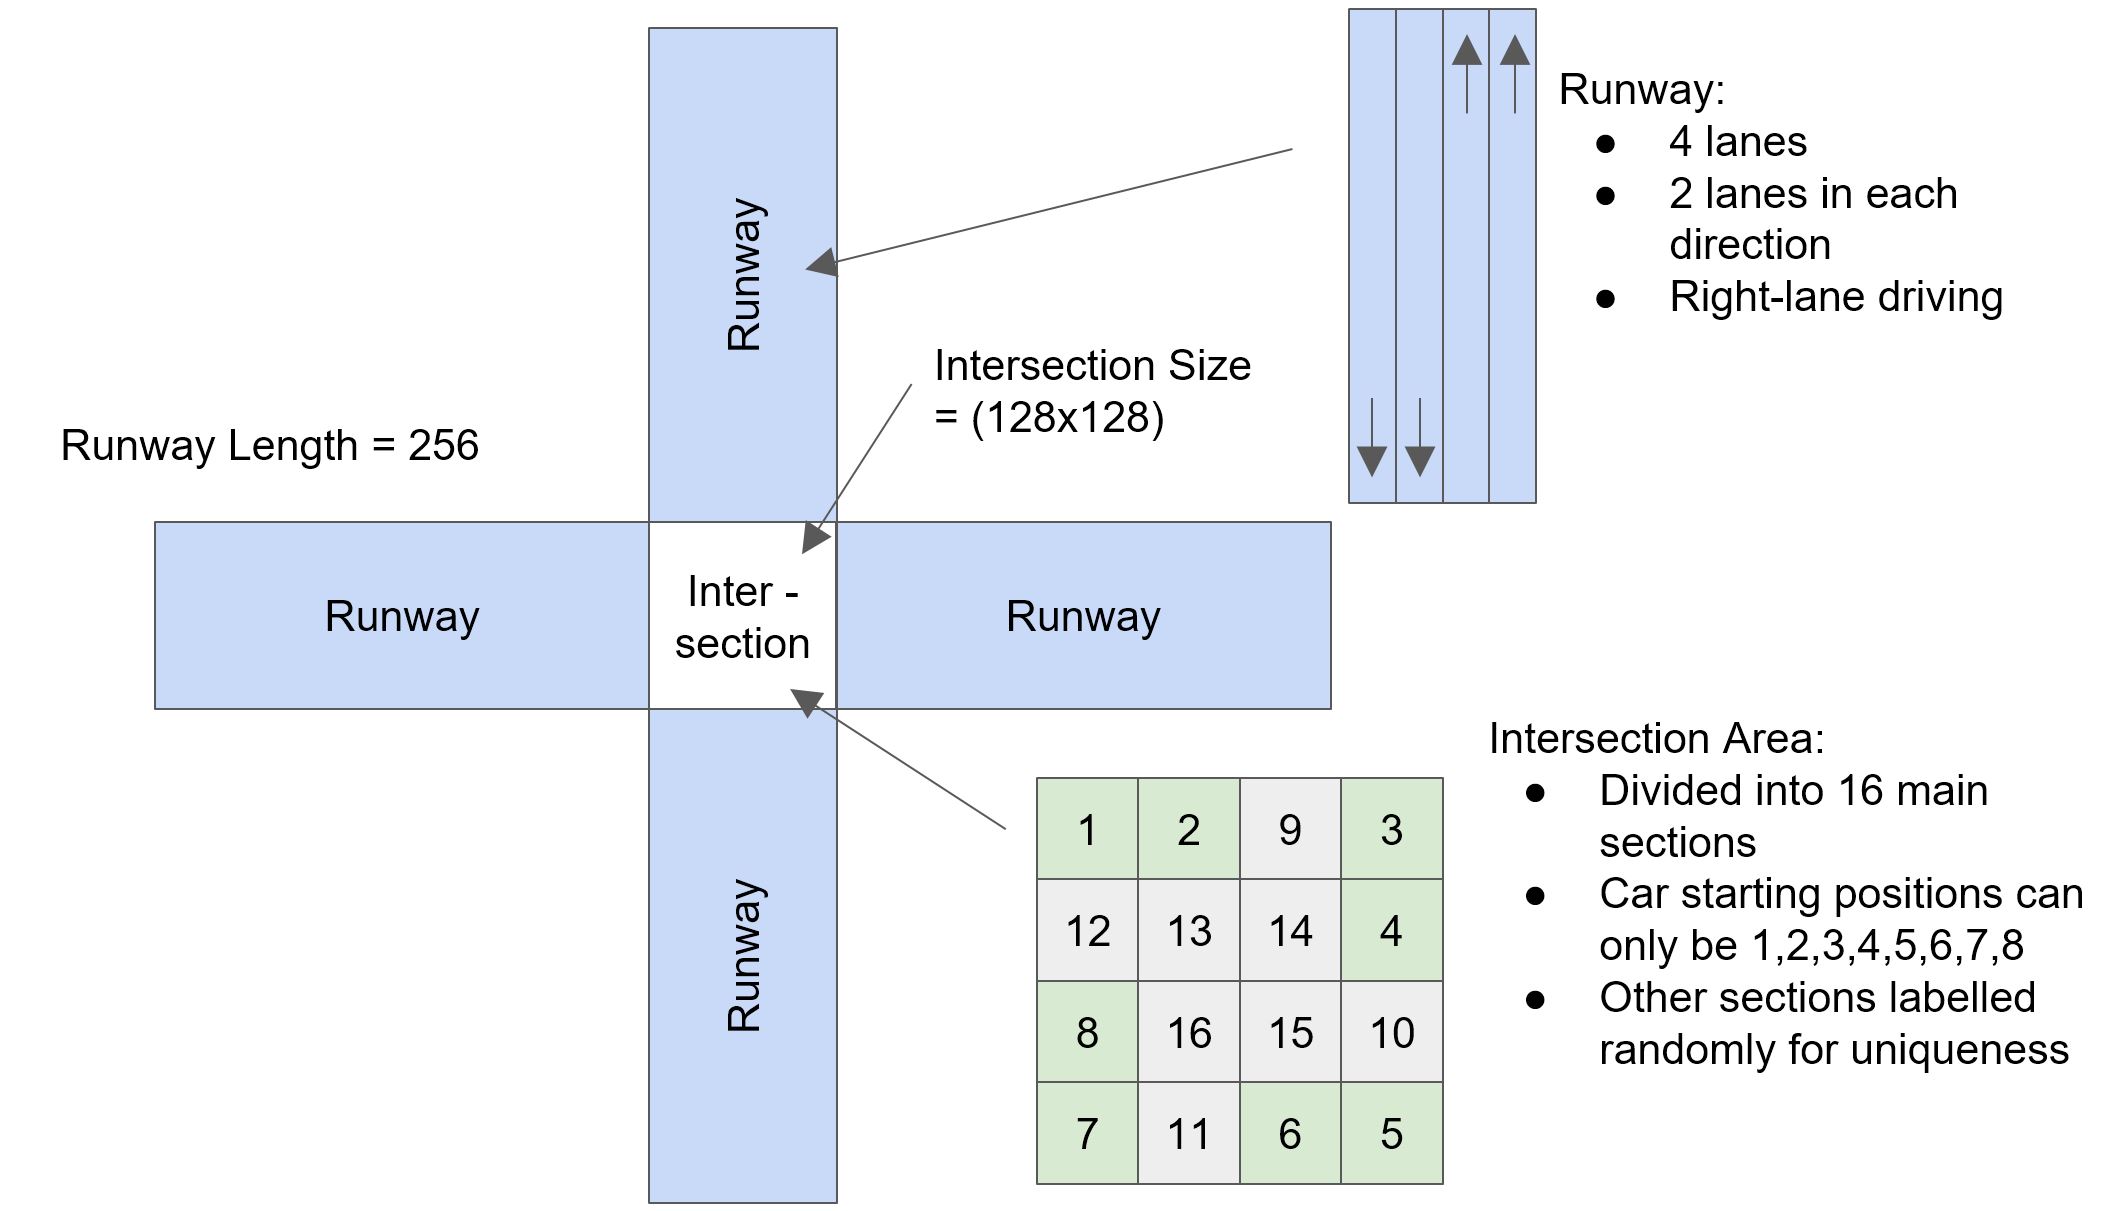 Runway:
● 4 lanes
● 2 lanes in each
direction
● Right-lane driving
Runway
Intersection Size
= (128x128)
Runway Length = 256
Runway
Inter -
section
Runway
Runway
Intersection Area:
● Divided into 16 main
sections
● Car starting positions can
only be 1,2,3,4,5,6,7,8
● Other sections labelled
randomly for uniqueness
1 2 9 3
12 13 14 4
8 16 15 10
7 11 6 5